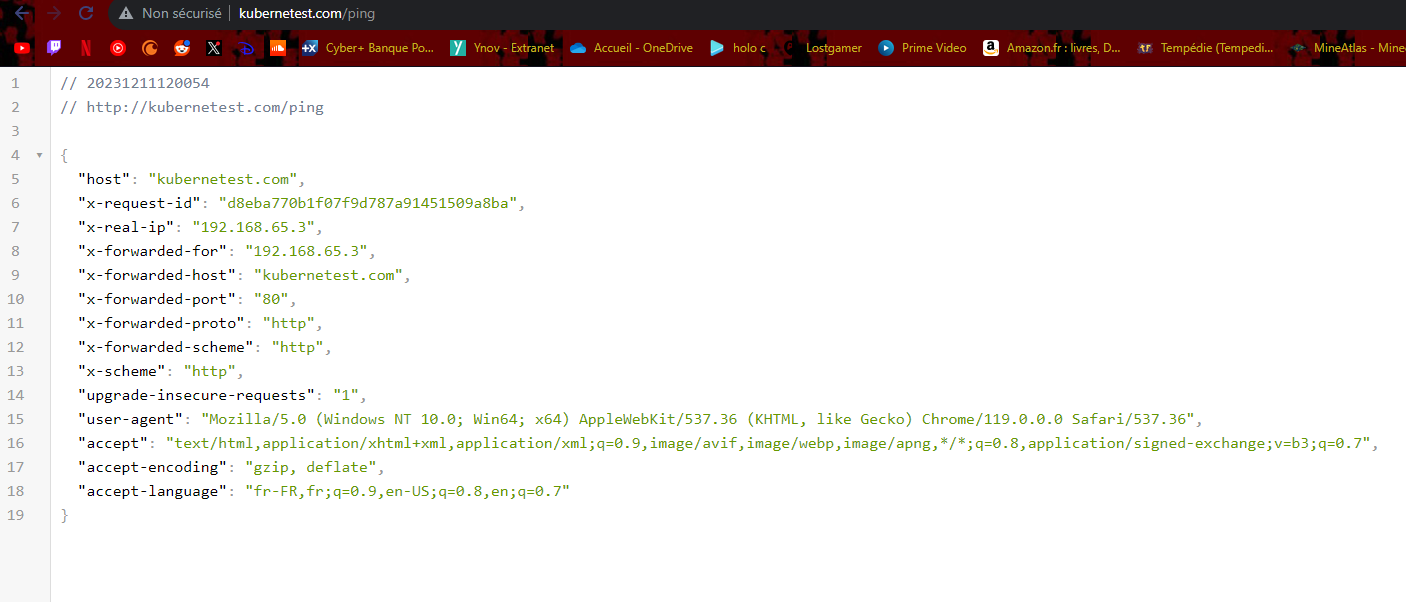 Non sécurisé kubernetest.com/ping
Cyber+ Banque Po... Ynov - Extranet Accueil - OneDrive holo c Lostgamer Prime Video Amazon.fr : livres, D... Tempédie (Tempedi... MineAtlas - Mine
1 // 20231211120054
2 // http://kubernetest.com/ping
3
4 {
5 "host": "kubernetest.com",
6 "x-request-id": "d8eba770b1f07f9d787a91451509a8ba",
7 "x-real-ip": "192.168.65.3",
8 "x-forwarded-for": "192.168.65.3",
9 "x-forwarded-host": "kubernetest.com",
10 "x-forwarded-port": "80",
11 "x-forwarded-proto": "http",
12 "x-forwarded-scheme": "http",
13 "x-scheme": "http",
14 "upgrade-insecure-requests": "1",
15 "user-agent": "Mozilla/5.0 (Windows NT 10.0; Win64; x64) AppleWebKit/537.36 (KHTML, like Gecko) Chrome/119.0.0.0 Safari/537.36",
16 "accept": "text/html,application/xhtml+xml,application/xml;q=0.9,image/avif,image/webp,image/apng,*/*;q=0.8,application/signed-exchange;v=b3;q=0.7",
17 "accept-encoding": "gzip, deflate",
18 "accept-language": "fr-FR,fr;q=0.9,en-US;q=0.8,en;q=0.7"
19 }